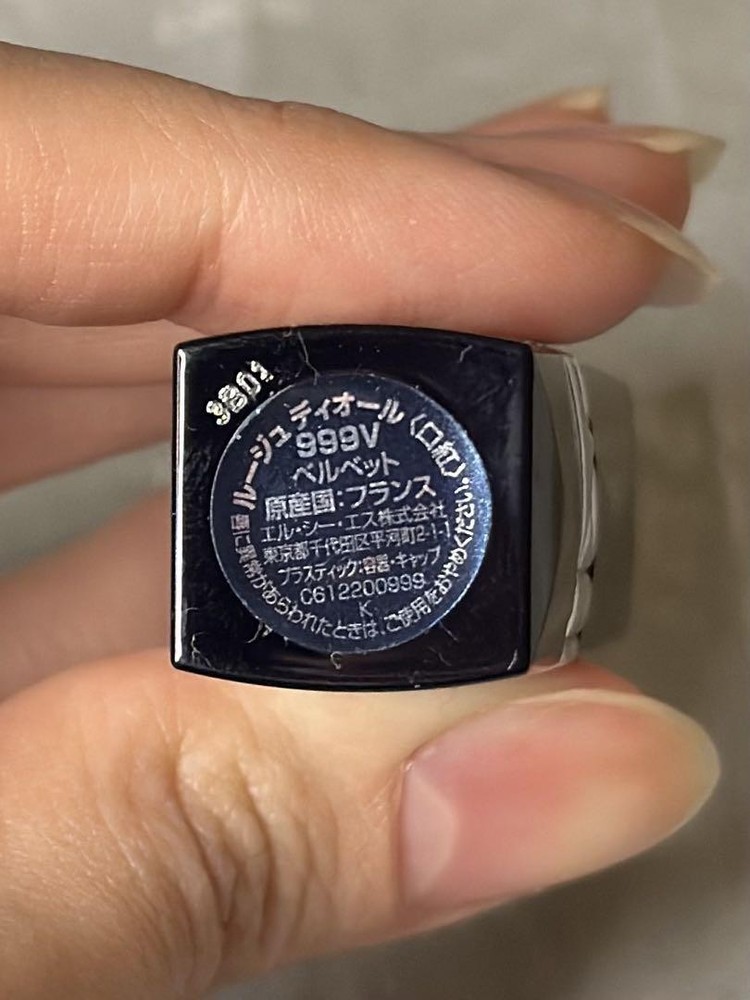 ルージュ ディオール〈口紅〉
999V
ベルベット
原産国:フランス
エル・シー・エス株式会社
東京都千代田区平河町2-1-1
プラスティック:容器・キャップ
C612200999
K
に異常があらわれたときは、ご使用をおやめください。